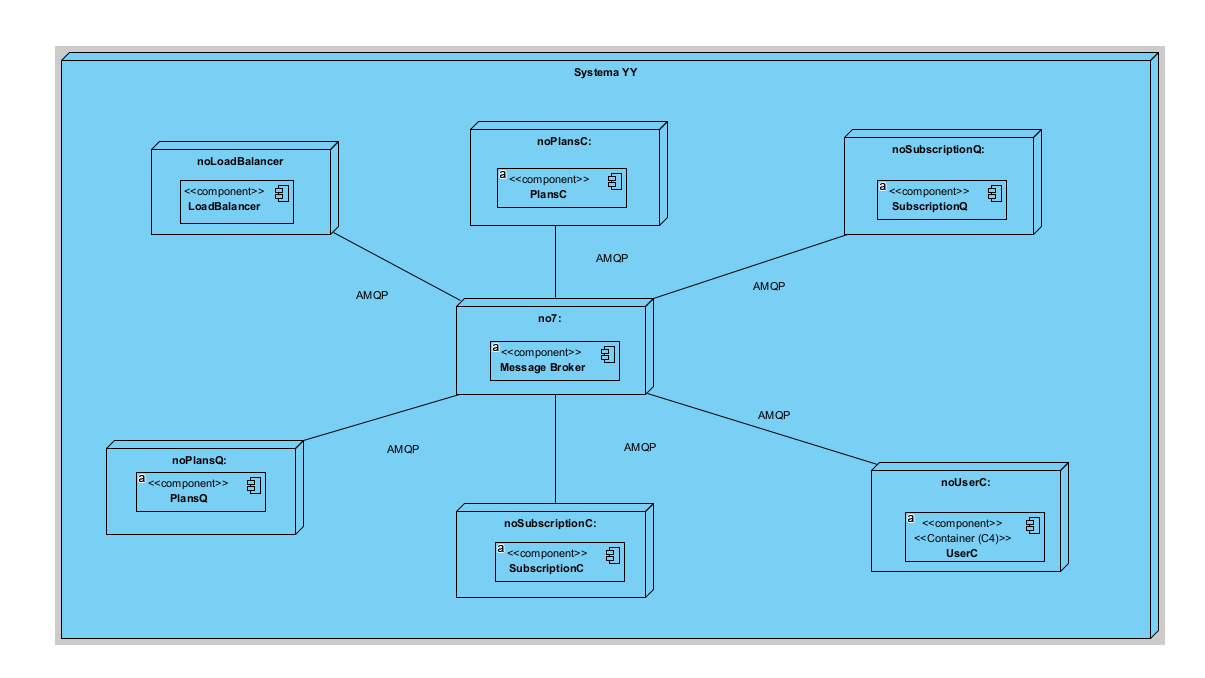 Systema YY
noLoadBalancer
<<component>>
LoadBalancer
noPlansC:
a
<<component>>
PlansC
noSubscriptionQ:
a
<<component>>
SubscriptionQ
AMQP
AMQP
AMQP
no7:
a
<<component>>
Message Broker
AMQP
AMQP
AMQP
noPlansQ:
a
<<component>>
PlansQ
noSubscriptionC:
a
<<component>>
SubscriptionC
noUserC:
a
<<component>>
<<Container (C4)>>
UserC